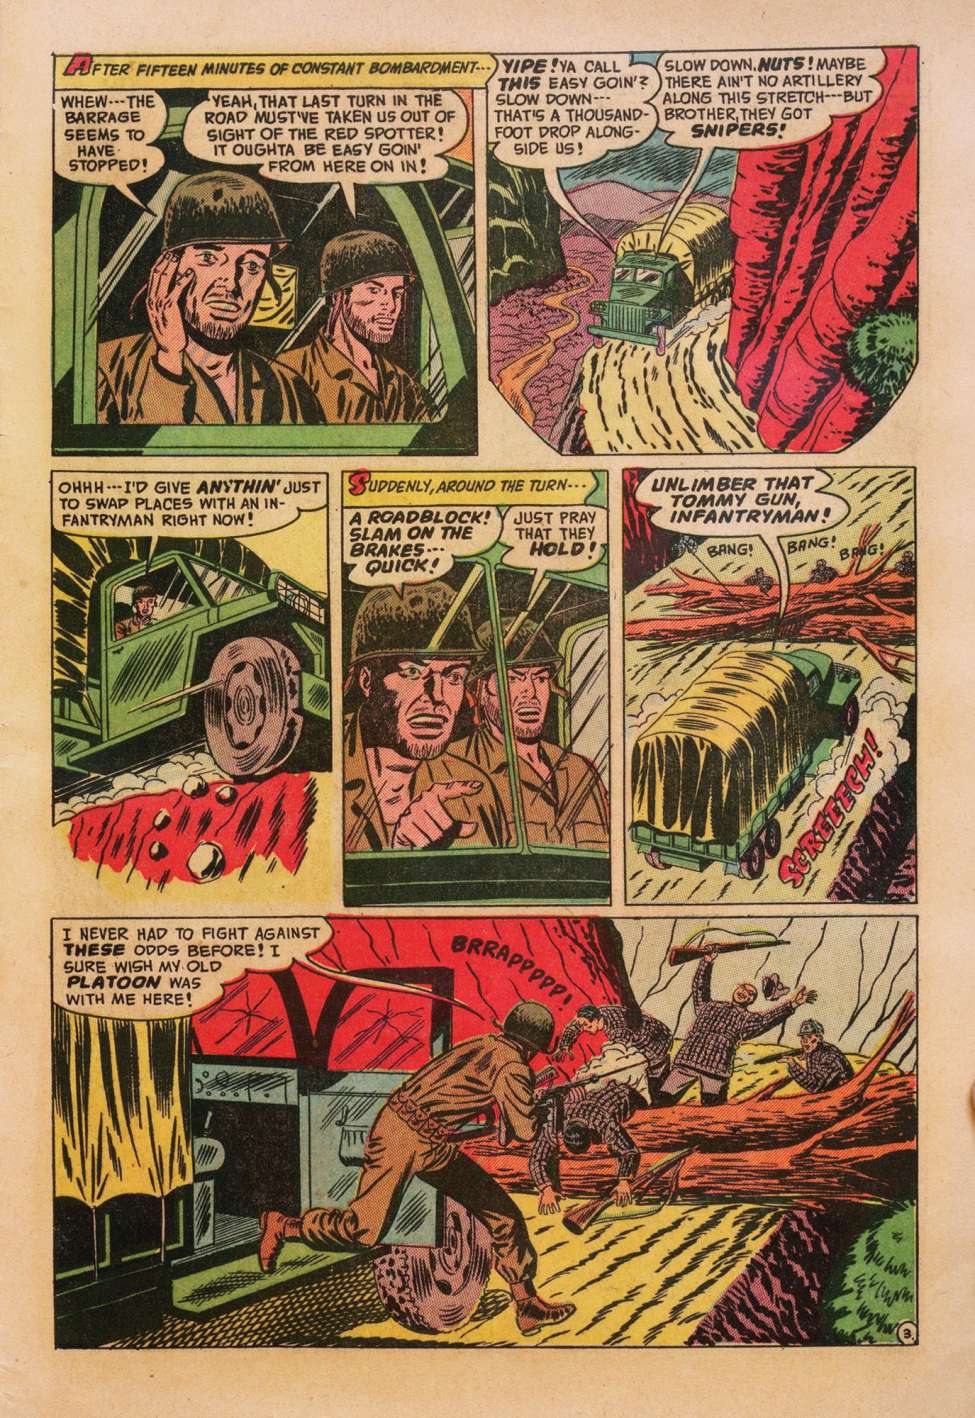 AFTER FIFTEEN MINUTES OF CONSTANT BOMBARDMENT---
WHEW---THE
BARRAGE
SEEMS TO
HAVE
STOPPED!
YEAH, THAT LAST TURN IN THE
ROAD MUST'VE TAKEN US OUT OF
SIGHT OF THE RED SPOTTER!
IT OUGHTA BE EASY GOIN'
FROM HERE ON IN!
YIPE! YA CALL
THIS EASY GOIN'?
SLOW DOWN---
THAT'S A THOUSAND-
FOOT DROP ALONG-
SIDE US!
SLOW DOWN, NUTS! MAYBE
THERE AIN'T NO ARTILLERY
ALONG THIS STRETCH---BUT
BROTHER, THEY GOT
SNIPERS!
OHHH---I'D GIVE ANYTHIN' JUST
TO SWAP PLACES WITH AN IN-
FANTRYMAN RIGHT NOW!
SUDDENLY, AROUND THE TURN---
A ROADBLOCK!
SLAM ON THE
BRAKES---
QUICK!
JUST PRAY
THAT THEY
HOLD!
UNLIMBER THAT
TOMMY GUN,
INFANTRYMAN!
BANG! BANG! BANG!
SCREEECH!
I NEVER HAD TO FIGHT AGAINST
THESE ODDS BEFORE! I
SURE WISH MY OLD
PLATOON WAS
WITH ME HERE!
BRRAPPPPP!
3